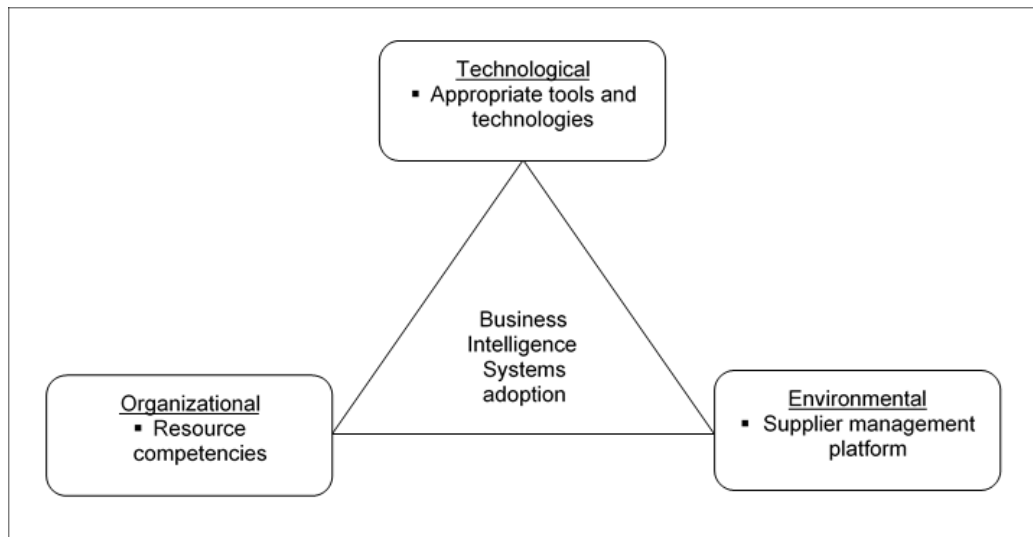 Technological
▪ Appropriate tools and
technologies
Business
Intelligence
Systems
adoption
Organizational
▪ Resource
competencies
Environmental
▪ Supplier management
platform